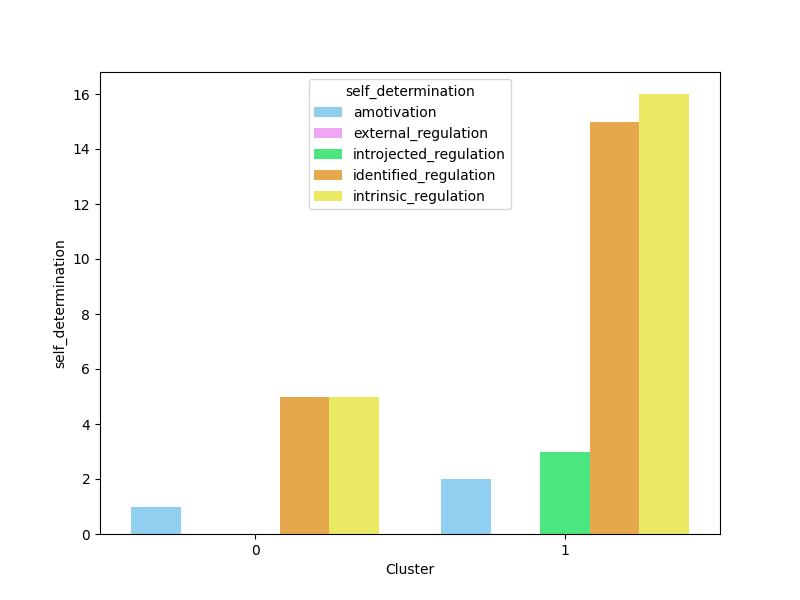 self_determination
amotivation
external_regulation
introjected_regulation
identified_regulation
intrinsic_regulation
16
14
12
10
8
6
4
2
0
self_determination
0 1
Cluster